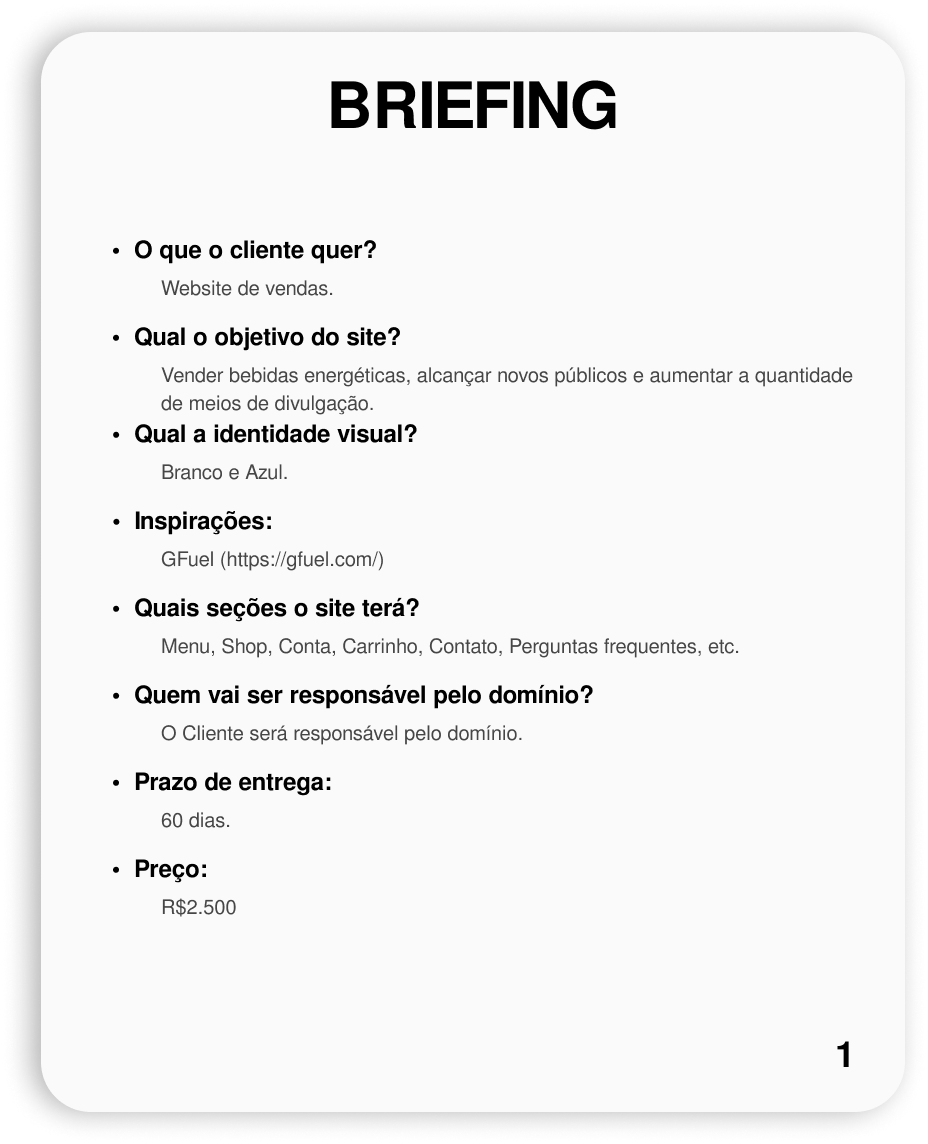 BRIEFING
• O que o cliente quer?
Website de vendas.
• Qual o objetivo do site?
Vender bebidas energéticas, alcançar novos públicos e aumentar a quantidade
de meios de divulgação.
• Qual a identidade visual?
Branco e Azul.
• Inspirações:
GFuel (https://gfuel.com/)
• Quais seções o site terá?
Menu, Shop, Conta, Carrinho, Contato, Perguntas frequentes, etc.
• Quem vai ser responsável pelo domínio?
O Cliente será responsável pelo domínio.
• Prazo de entrega:
60 dias.
• Preço:
R$2.500
1